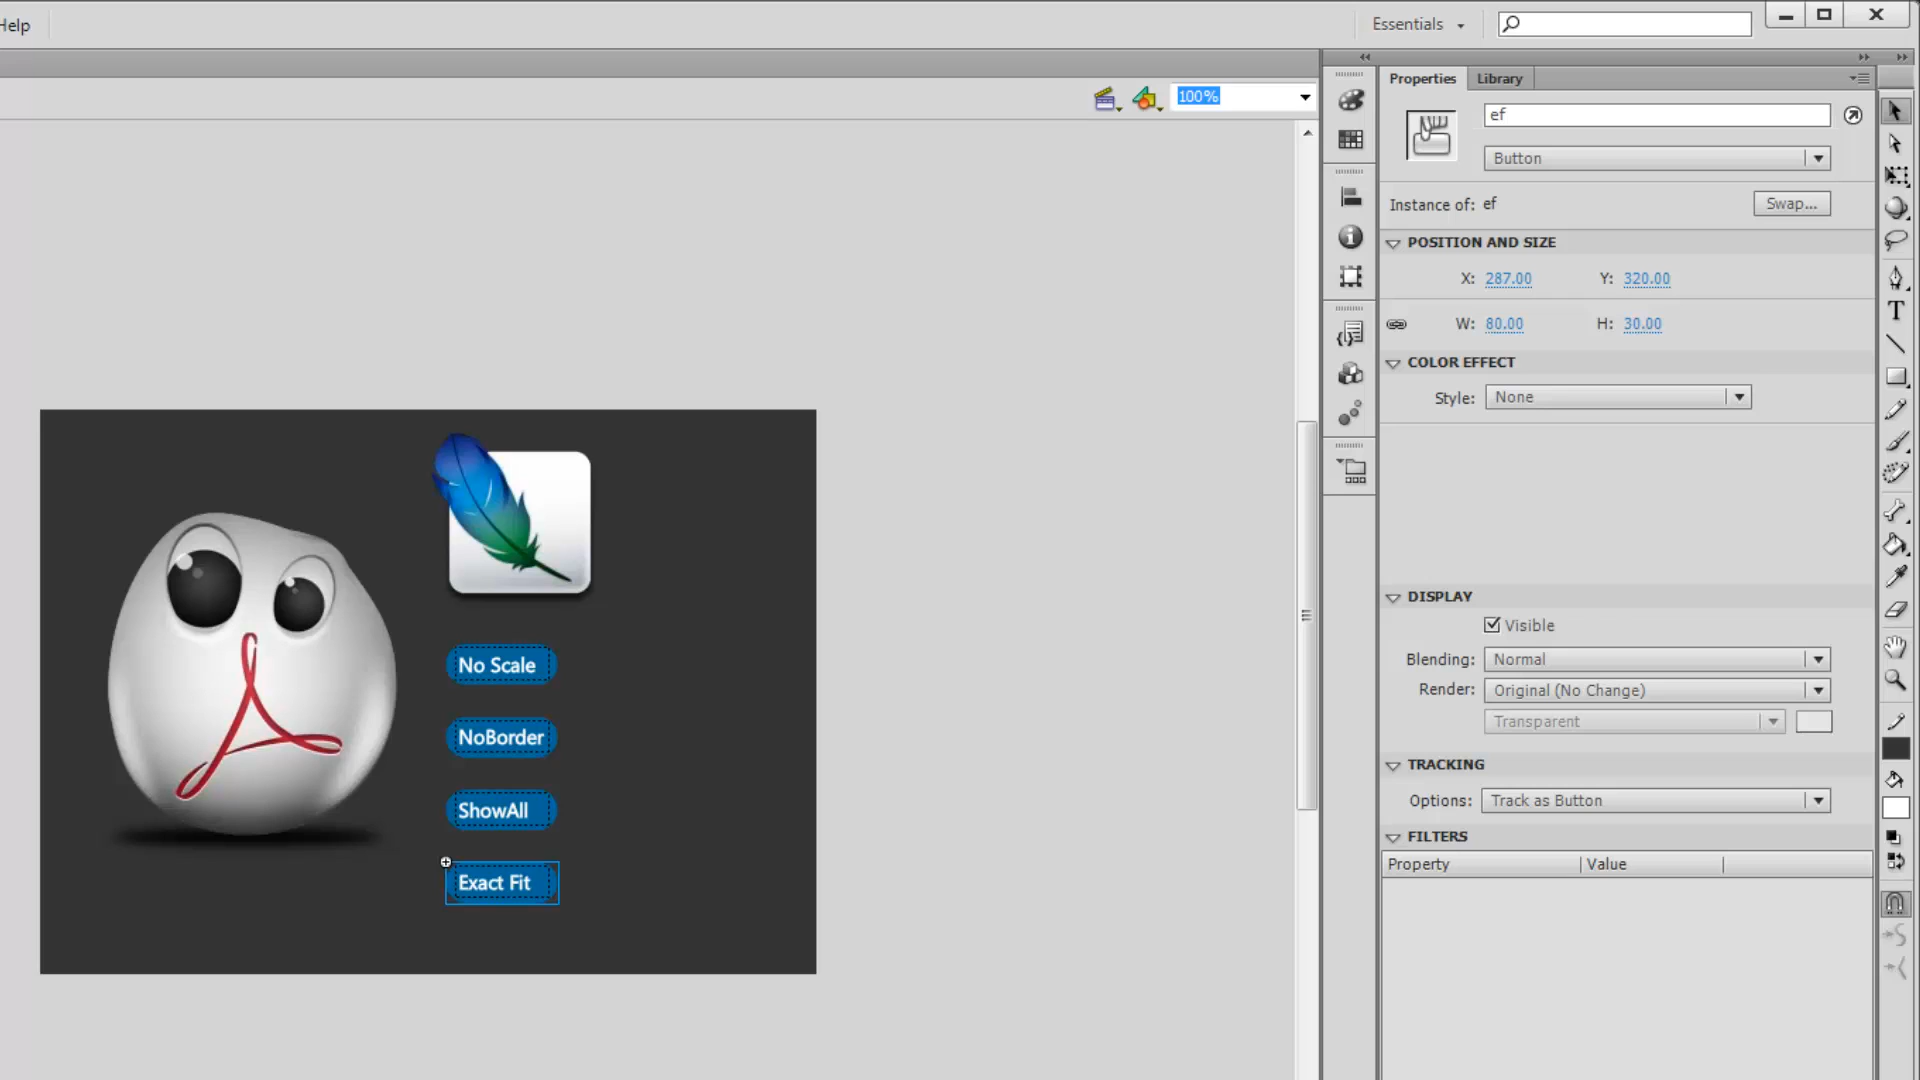 Help
Essentials
100%
Properties
Library
ef
Button
Instance of: ef
Swap...
POSITION AND SIZE
X: 287.00 Y: 320.00
W: 80.00 H: 30.00
COLOR EFFECT
Style: None
DISPLAY
Visible
Blending: Normal
Render: Original (No Change)
Transparent
TRACKING
Options: Track as Button
FILTERS
Property Value
No Scale
NoBorder
ShowAll
Exact Fit